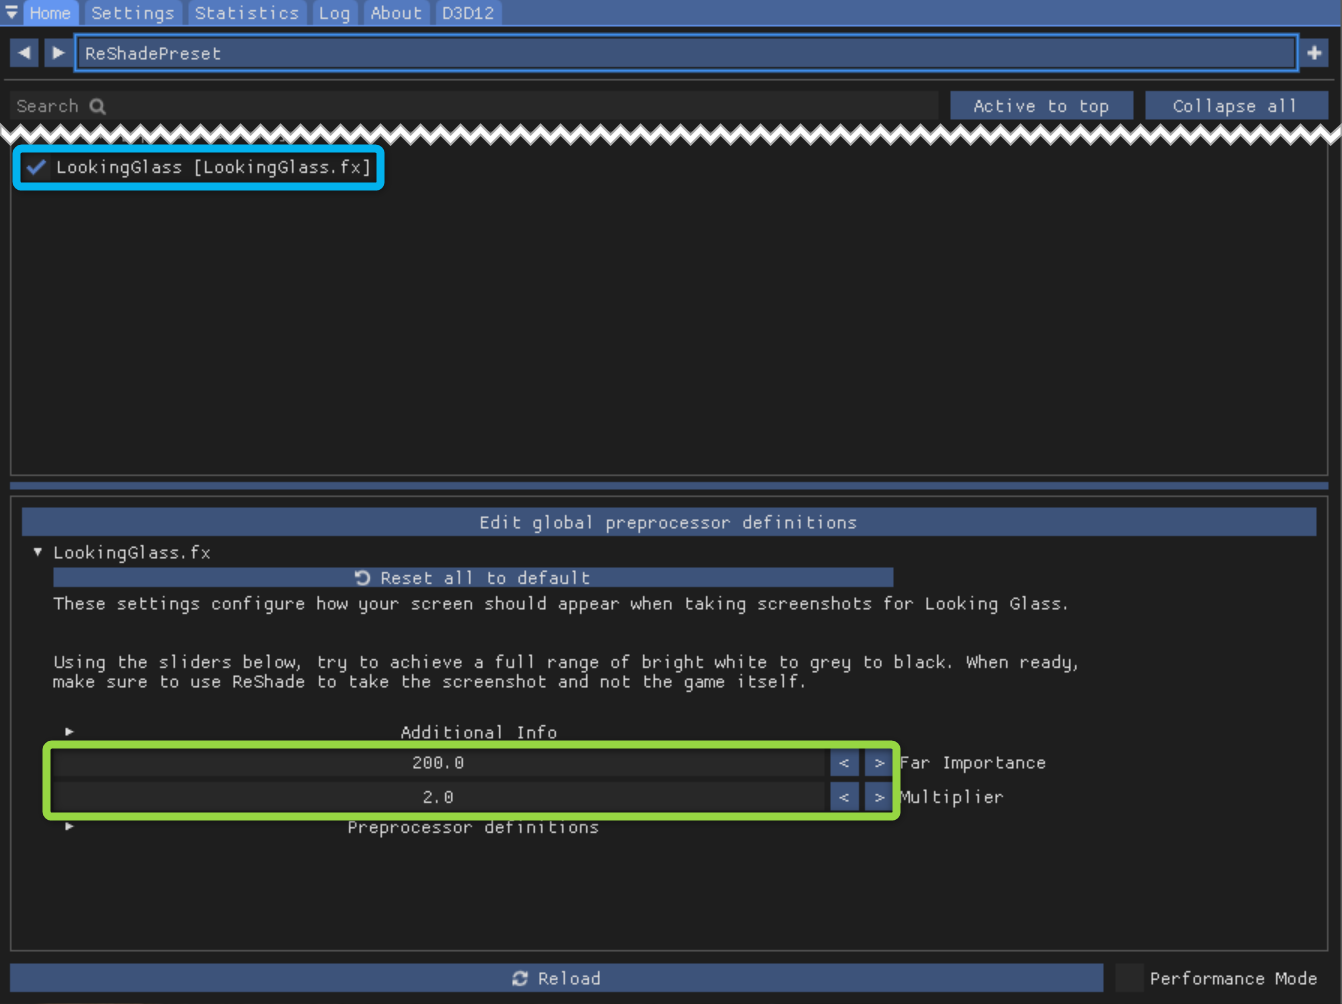 Home Settings Statistics Log About D3D12
ReShadePreset
Search Active to top Collapse all
LookingGlass [LookingGlass.fx]
Edit global preprocessor definitions
LookingGlass.fx
Reset all to default
These settings configure how your screen should appear when taking screenshots for Looking Glass.
Using the sliders below, try to achieve a full range of bright white to grey to black. When ready,
make sure to use ReShade to take the screenshot and not the game itself.
Additional Info
200.0 < > Far Importance
2.0 < > Multiplier
Preprocessor definitions
Reload Performance Mode